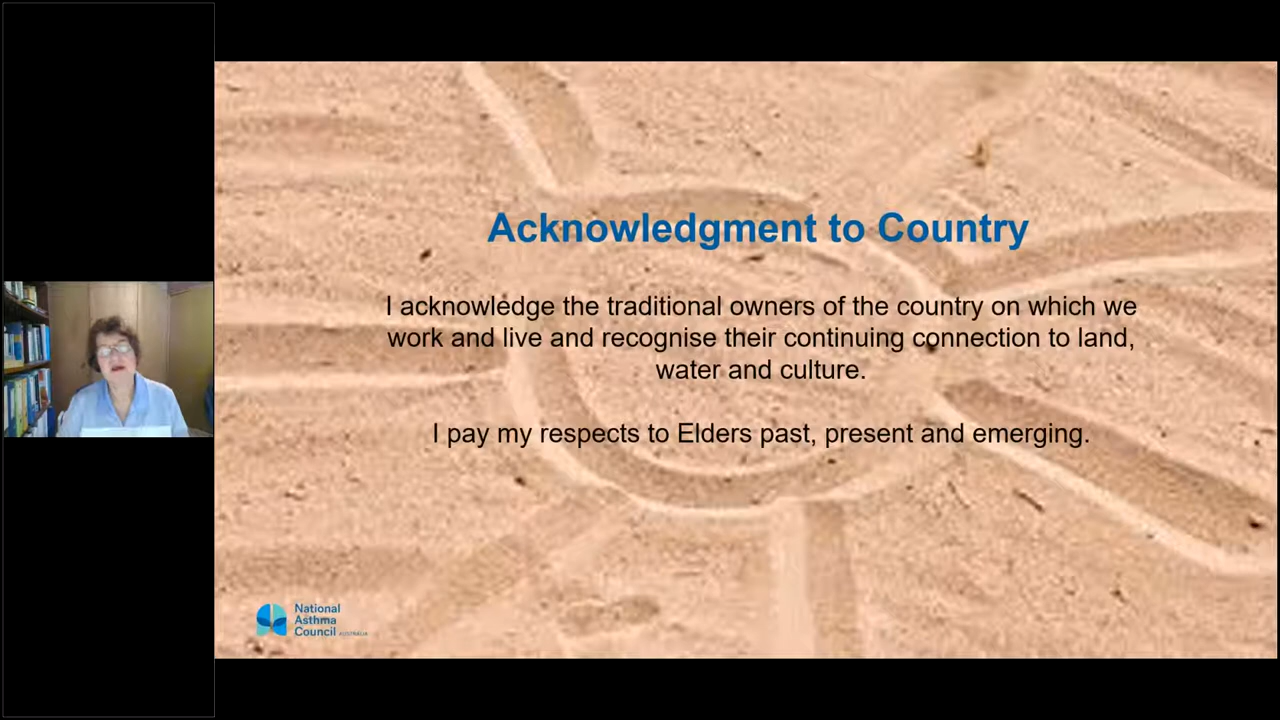 Acknowledgment to Country
I acknowledge the traditional owners of the country on which we
work and live and recognise their continuing connection to land,
water and culture.
I pay my respects to Elders past, present and emerging.
National
Asthma
Council AUSTRALIA